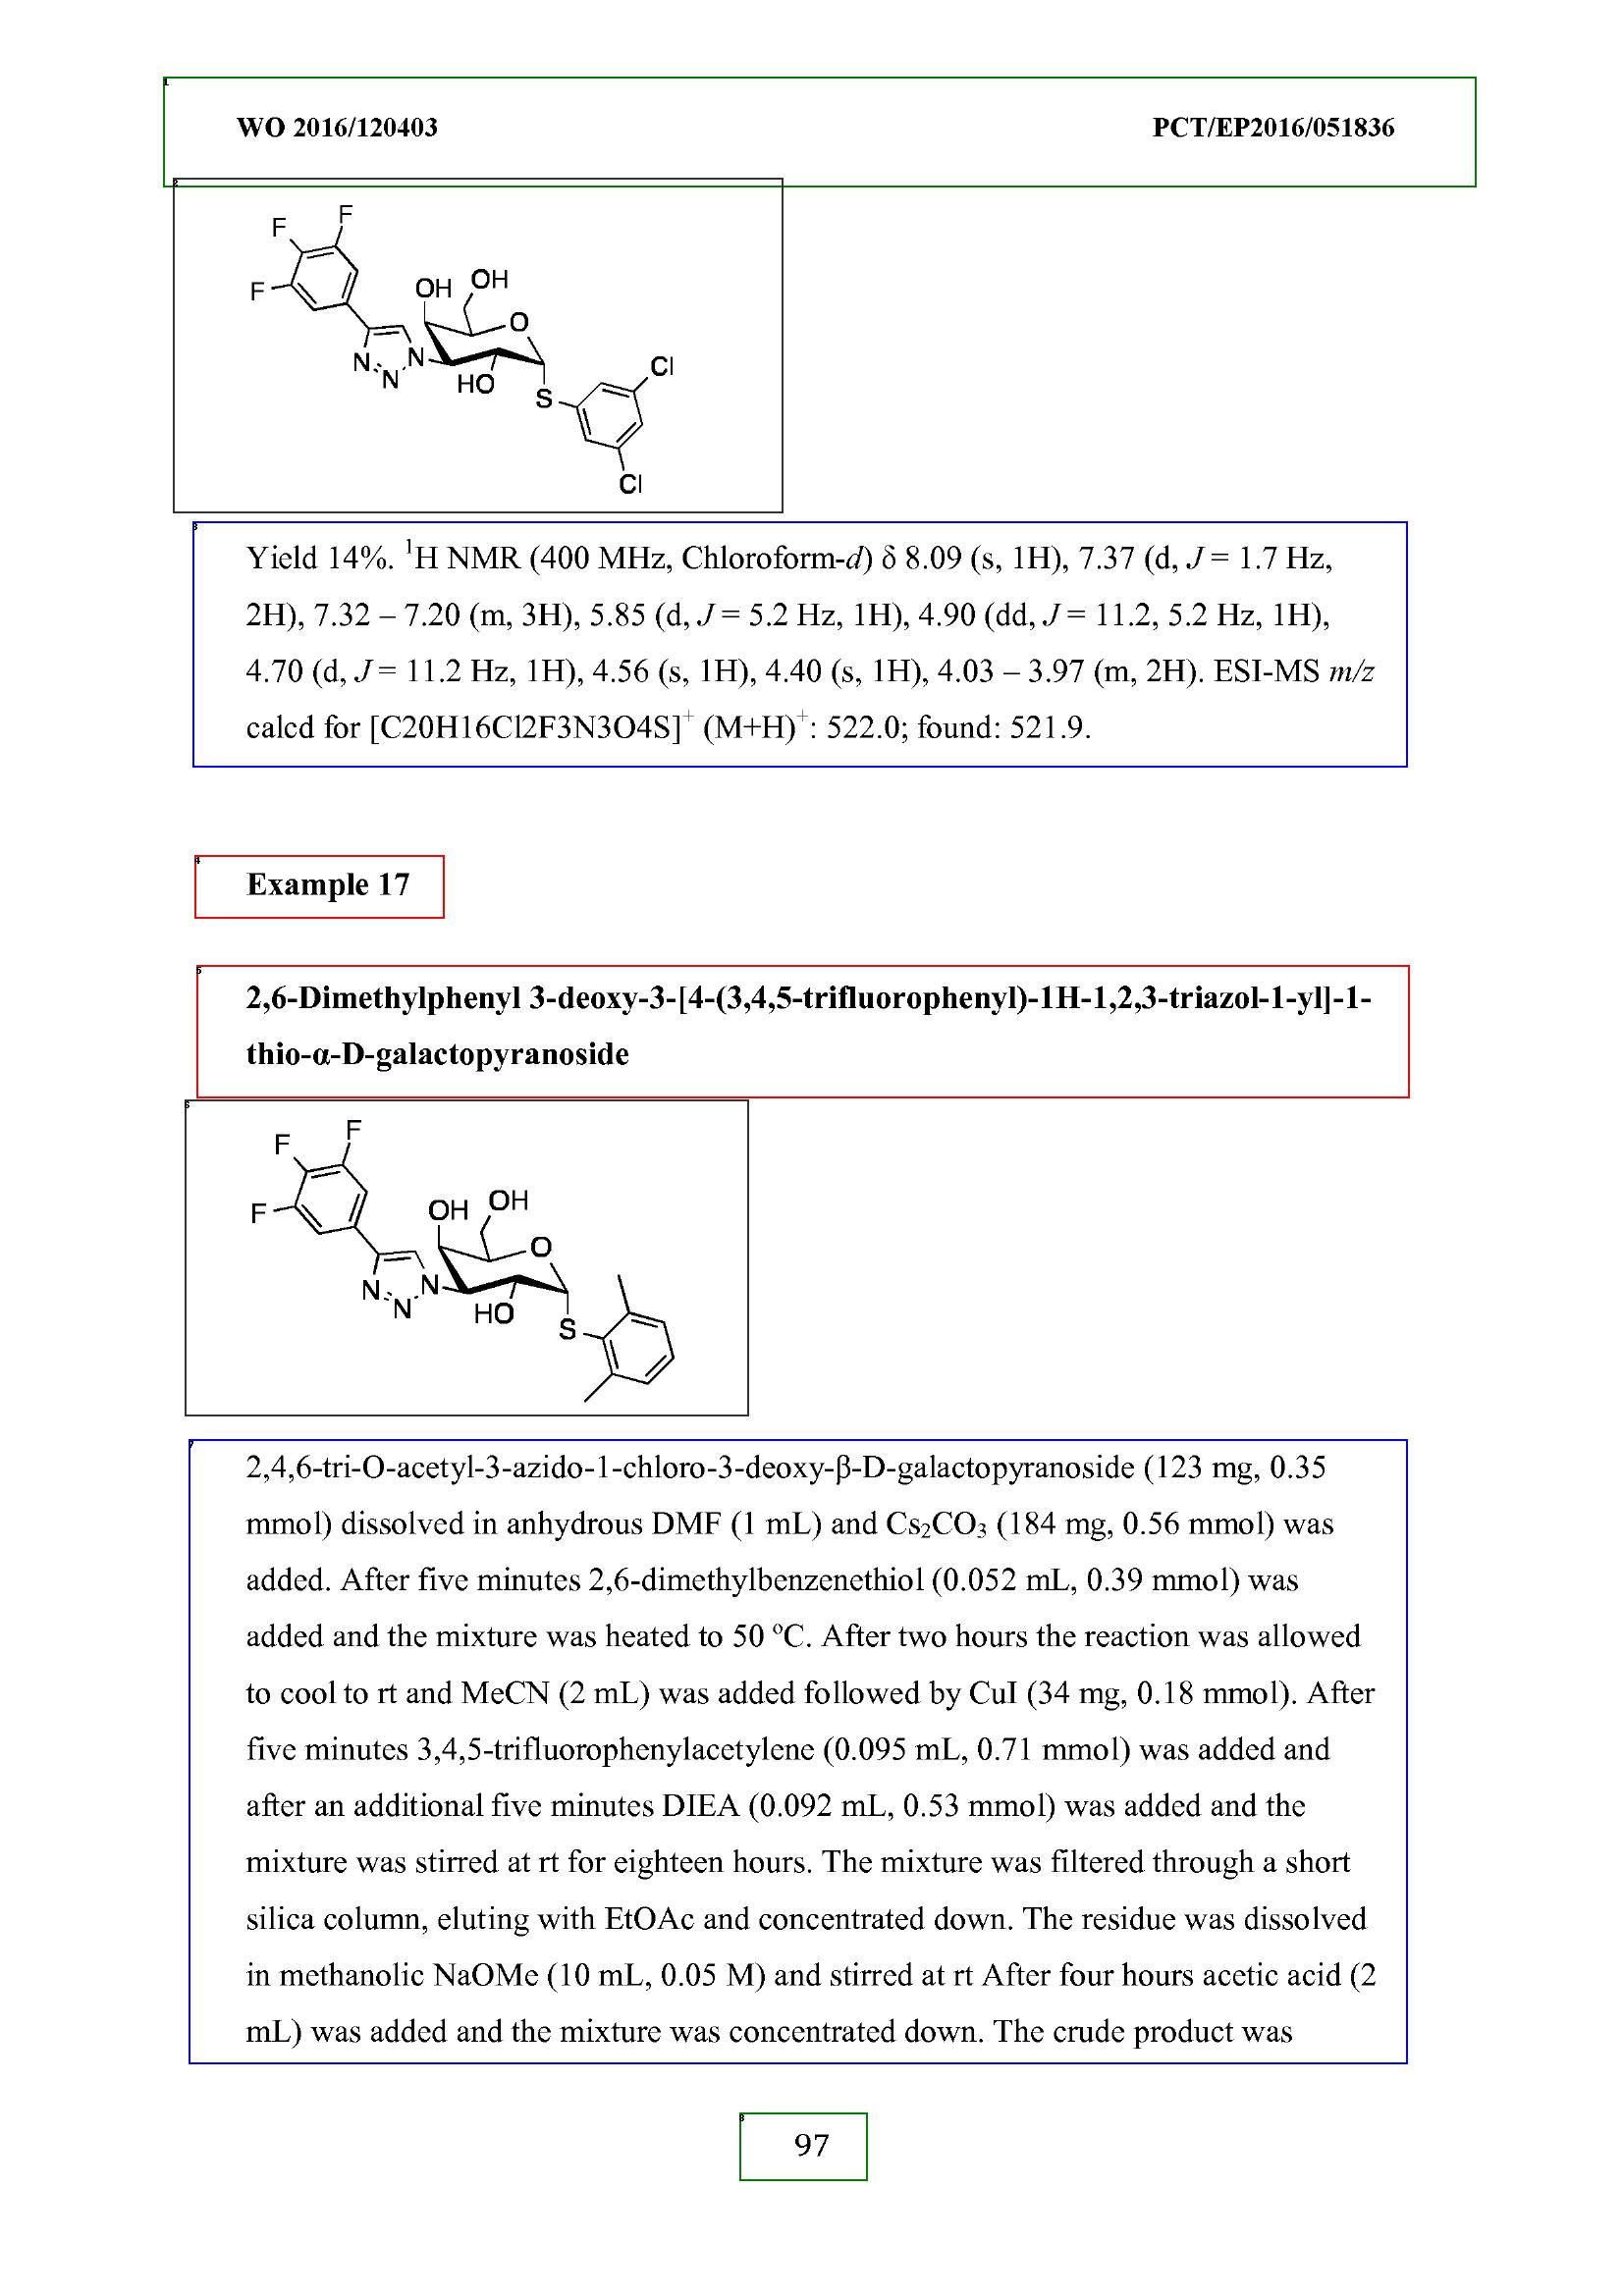 WO 2016/120403 PCT/EP2016/051836
F
F
F
OH
OH
O
N
N
N
HO
S
Cl
Cl
Yield 14%. ¹H NMR (400 MHz, Chloroform-d) δ 8.09 (s, 1H), 7.37 (d, J = 1.7 Hz,
2H), 7.32 – 7.20 (m, 3H), 5.85 (d, J = 5.2 Hz, 1H), 4.90 (dd, J = 11.2, 5.2 Hz, 1H),
4.70 (d, J = 11.2 Hz, 1H), 4.56 (s, 1H), 4.40 (s, 1H), 4.03 – 3.97 (m, 2H). ESI-MS m/z
calcd for [C20H16Cl2F3N3O4S]⁺ (M+H)⁺: 522.0; found: 521.9.
Example 17
2,6-Dimethylphenyl 3-deoxy-3-[4-(3,4,5-trifluorophenyl)-1H-1,2,3-triazol-1-yl]-1-
thio-α-D-galactopyranoside
F
F
F
OH
OH
O
N
N
N
HO
S
2,4,6-tri-O-acetyl-3-azido-1-chloro-3-deoxy-β-D-galactopyranoside (123 mg, 0.35
mmol) dissolved in anhydrous DMF (1 mL) and Cs₂CO₃ (184 mg, 0.56 mmol) was
added. After five minutes 2,6-dimethylbenzenethiol (0.052 mL, 0.39 mmol) was
added and the mixture was heated to 50 ºC. After two hours the reaction was allowed
to cool to rt and MeCN (2 mL) was added followed by CuI (34 mg, 0.18 mmol). After
five minutes 3,4,5-trifluorophenylacetylene (0.095 mL, 0.71 mmol) was added and
after an additional five minutes DIEA (0.092 mL, 0.53 mmol) was added and the
mixture was stirred at rt for eighteen hours. The mixture was filtered through a short
silica column, eluting with EtOAc and concentrated down. The residue was dissolved
in methanolic NaOMe (10 mL, 0.05 M) and stirred at rt After four hours acetic acid (2
mL) was added and the mixture was concentrated down. The crude product was
97